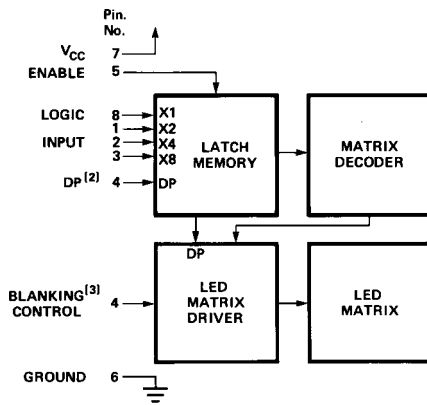 Pin.
No.
VCC 7
ENABLE 5
LOGIC 8 X1
1 X2
INPUT 2 X4
3 X8
DP[2] 4 DP
LATCH
MEMORY
MATRIX
DECODER
DP
BLANKING[3]
CONTROL 4
LED
MATRIX
DRIVER
LED
MATRIX
GROUND 6